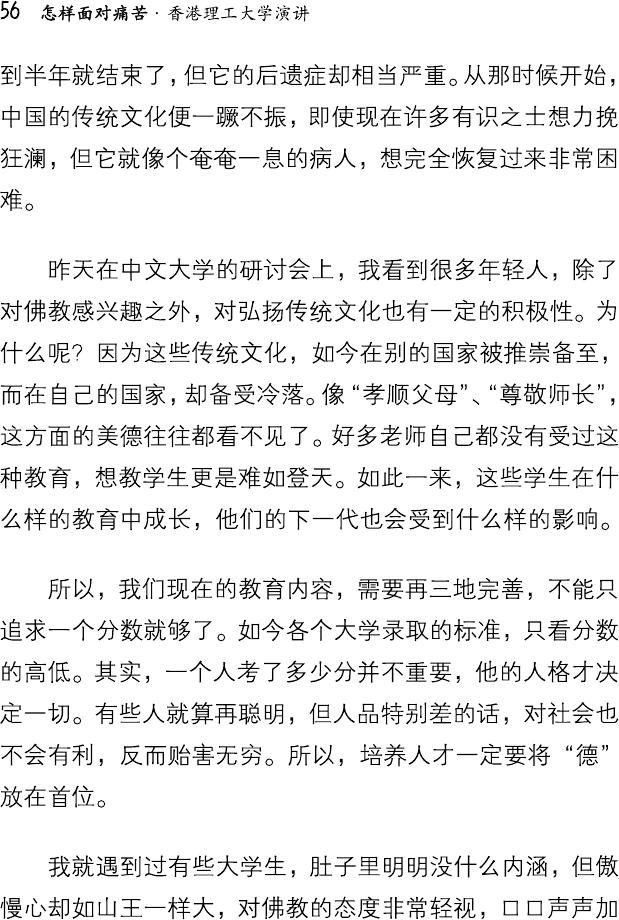 56 怎样面对痛苦 · 香港理工大学演讲
到半年就结束了，但它的后遗症却相当严重。从那时候开始，
中国的传统文化便一蹶不振，即使现在许多有识之士想力挽
狂澜，但它就像个奄奄一息的病人，想完全恢复过来非常困
难。
昨天在中文大学的研讨会上，我看到很多年轻人，除了
对佛教感兴趣之外，对弘扬传统文化也有一定的积极性。为
什么呢？因为这些传统文化，如今在别的国家被推崇备至，
而在自己的国家，却备受冷落。像“孝顺父母”、“尊敬师长”，
这方面的美德往往都看不见了。好多老师自己都没有受过这
种教育，想教学生更是难如登天。如此一来，这些学生在什
么样的教育中成长，他们的下一代也会受到什么样的影响。
所以，我们现在的教育内容，需要再三地完善，不能只
追求一个分数就够了。如今各个大学录取的标准，只看分数
的高低。其实，一个人考了多少分并不重要，他的人格才决
定一切。有些人就算再聪明，但人品特别差的话，对社会也
不会有利，反而贻害无穷。所以，培养人才一定要将“德”
放在首位。
我就遇到过有些大学生，肚子里明明没什么内涵，但傲
慢心却如山王一样大，对佛教的态度非常轻视，口口声声加